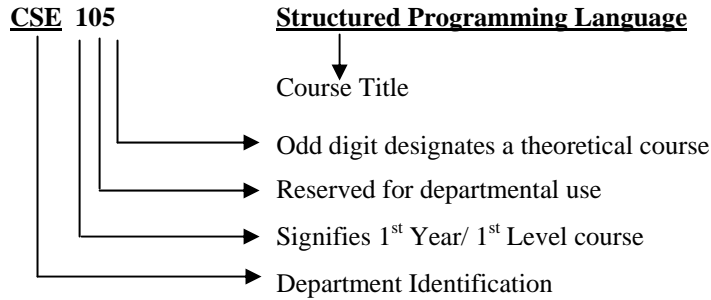 CSE 105 Structured Programming Language
Course Title
Odd digit designates a theoretical course
Reserved for departmental use
Signifies 1st Year/ 1st Level course
Department Identification